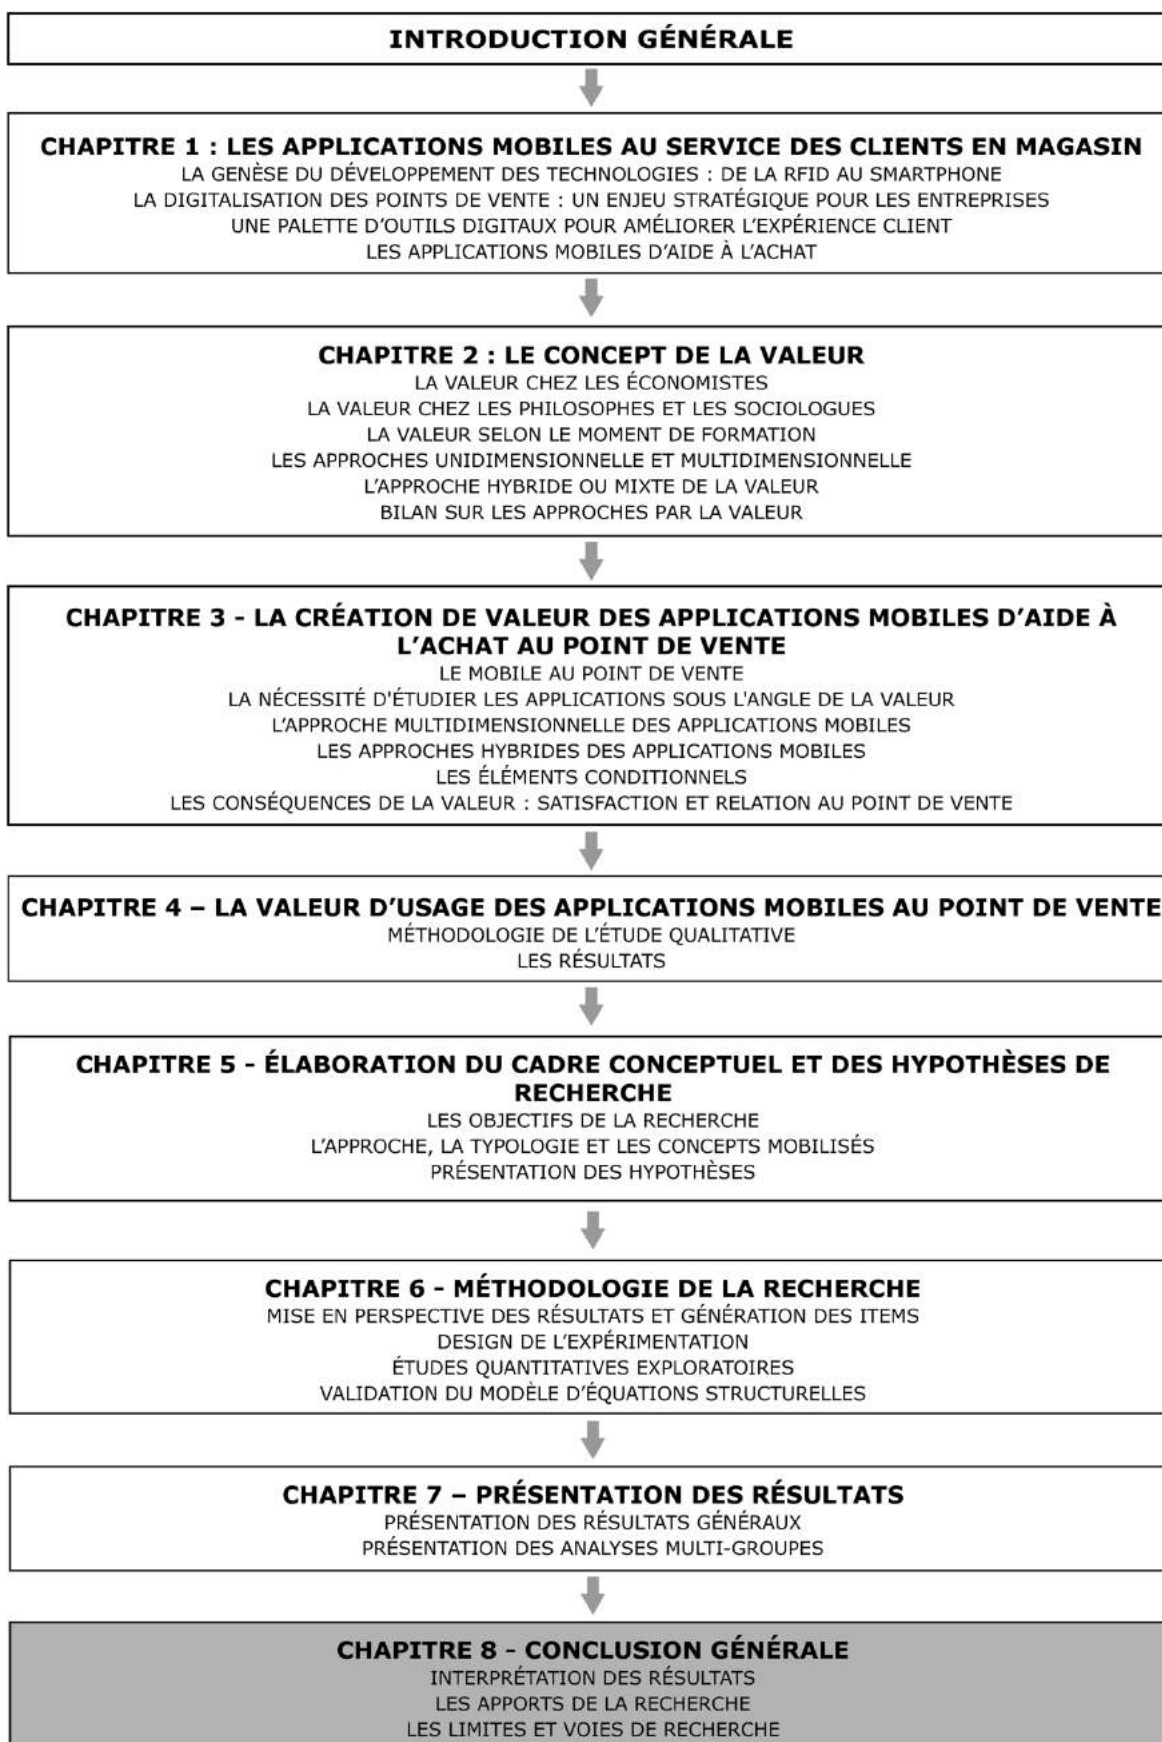 INTRODUCTION GÉNÉRALE
CHAPITRE 1 : LES APPLICATIONS MOBILES AU SERVICE DES CLIENTS EN MAGASIN
LA GENÈSE DU DÉVELOPPEMENT DES TECHNOLOGIES : DE LA RFID AU SMARTPHONE
LA DIGITALISATION DES POINTS DE VENTE : UN ENJEU STRATÉGIQUE POUR LES ENTREPRISES
UNE PALETTE D'OUTILS DIGITAUX POUR AMÉLIORER L'EXPÉRIENCE CLIENT
LES APPLICATIONS MOBILES D'AIDE À L'ACHAT
CHAPITRE 2 : LE CONCEPT DE LA VALEUR
LA VALEUR CHEZ LES ÉCONOMISTES
LA VALEUR CHEZ LES PHILOSOPHES ET LES SOCIOLOGUES
LA VALEUR SELON LE MOMENT DE FORMATION
LES APPROCHES UNIDIMENSIONNELLE ET MULTIDIMENSIONNELLE
L'APPROCHE HYBRIDE OU MIXTE DE LA VALEUR
BILAN SUR LES APPROCHES PAR LA VALEUR
CHAPITRE 3 - LA CRÉATION DE VALEUR DES APPLICATIONS MOBILES D'AIDE À
L'ACHAT AU POINT DE VENTE
LE MOBILE AU POINT DE VENTE
LA NÉCESSITÉ D'ÉTUDIER LES APPLICATIONS SOUS L'ANGLE DE LA VALEUR
L'APPROCHE MULTIDIMENSIONNELLE DES APPLICATIONS MOBILES
LES APPROCHES HYBRIDES DES APPLICATIONS MOBILES
LES ÉLÉMENTS CONDITIONNELS
LES CONSÉQUENCES DE LA VALEUR : SATISFACTION ET RELATION AU POINT DE VENTE
CHAPITRE 4 – LA VALEUR D'USAGE DES APPLICATIONS MOBILES AU POINT DE VENTE
MÉTHODOLOGIE DE L'ÉTUDE QUALITATIVE
LES RÉSULTATS
CHAPITRE 5 - ÉLABORATION DU CADRE CONCEPTUEL ET DES HYPOTHÈSES DE
RECHERCHE
LES OBJECTIFS DE LA RECHERCHE
L'APPROCHE, LA TYPOLOGIE ET LES CONCEPTS MOBILISÉS
PRÉSENTATION DES HYPOTHÈSES
CHAPITRE 6 - MÉTHODOLOGIE DE LA RECHERCHE
MISE EN PERSPECTIVE DES RÉSULTATS ET GÉNÉRATION DES ITEMS
DESIGN DE L'EXPÉRIMENTATION
ÉTUDES QUANTITATIVES EXPLORATOIRES
VALIDATION DU MODÈLE D'ÉQUATIONS STRUCTURELLES
CHAPITRE 7 – PRÉSENTATION DES RÉSULTATS
PRÉSENTATION DES RÉSULTATS GÉNÉRAUX
PRÉSENTATION DES ANALYSES MULTI-GROUPES
CHAPITRE 8 - CONCLUSION GÉNÉRALE
INTERPRÉTATION DES RÉSULTATS
LES APPORTS DE LA RECHERCHE
LES LIMITES ET VOIES DE RECHERCHE